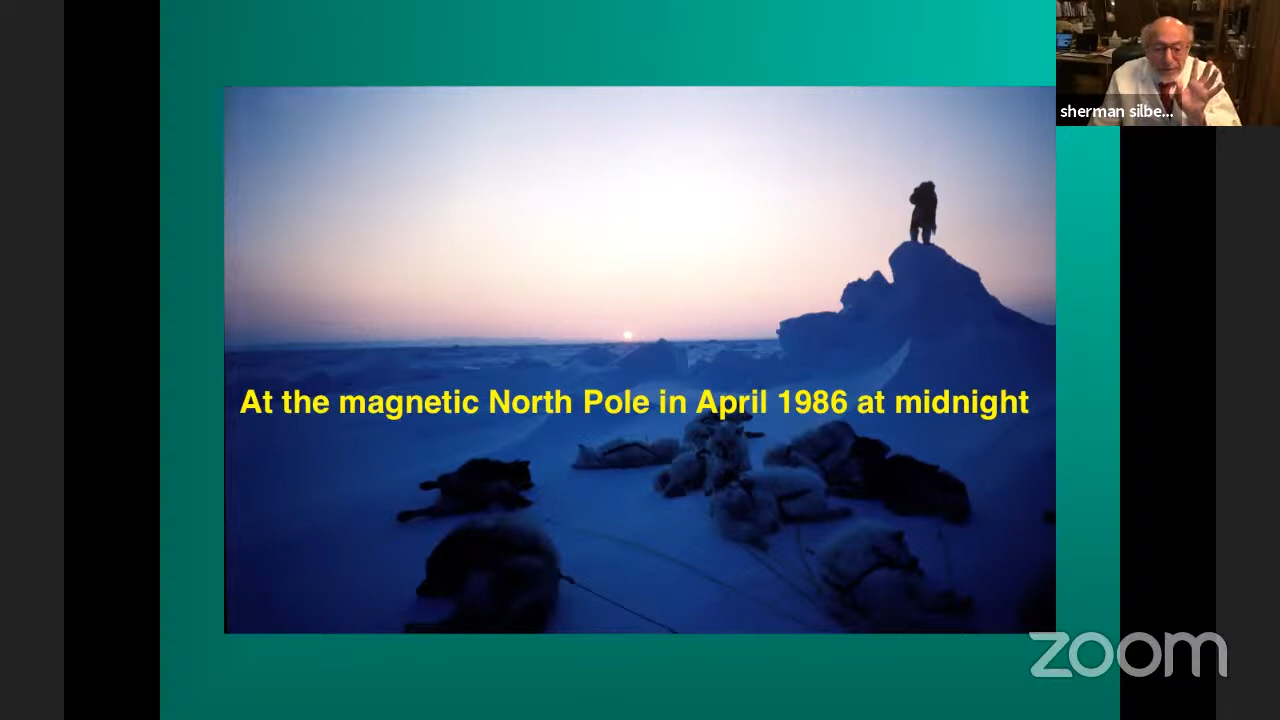 sherman silbe...
At the magnetic North Pole in April 1986 at midnight
zoom